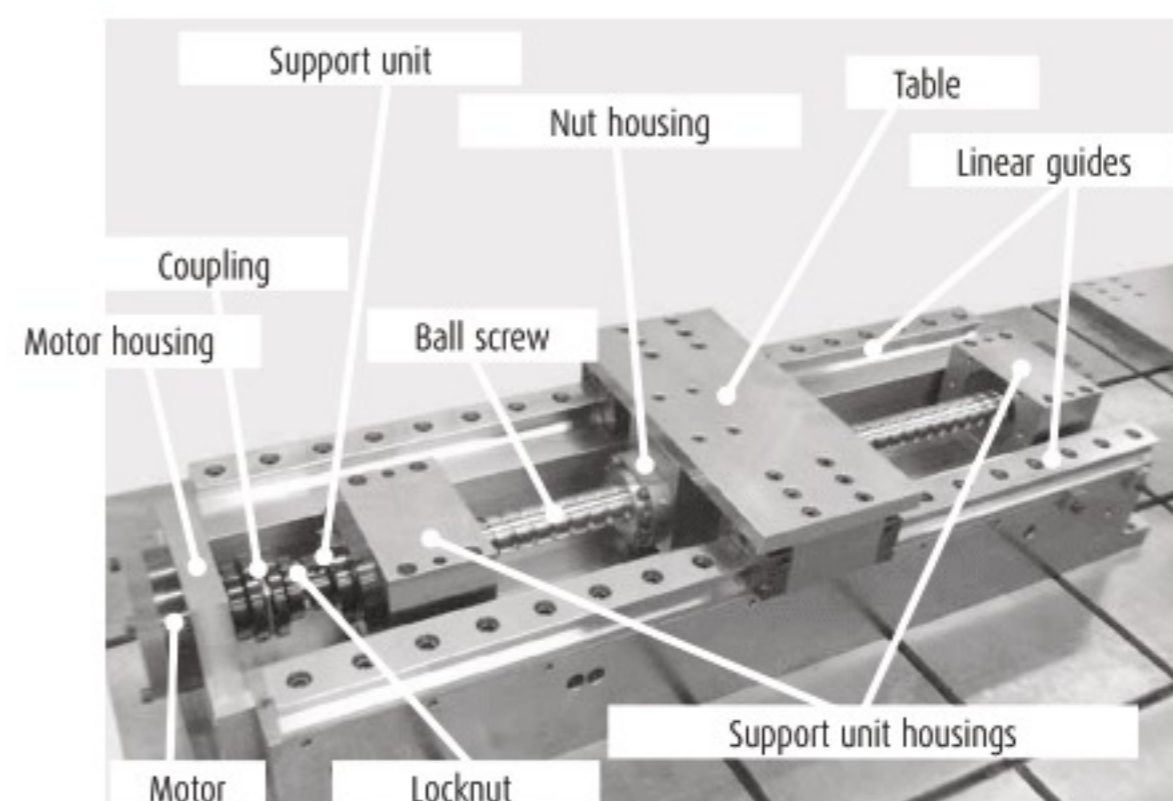 Support unit
Table
Nut housing
Linear guides
Coupling
Motor housing
Ball screw
Support unit housings
Motor
Locknut